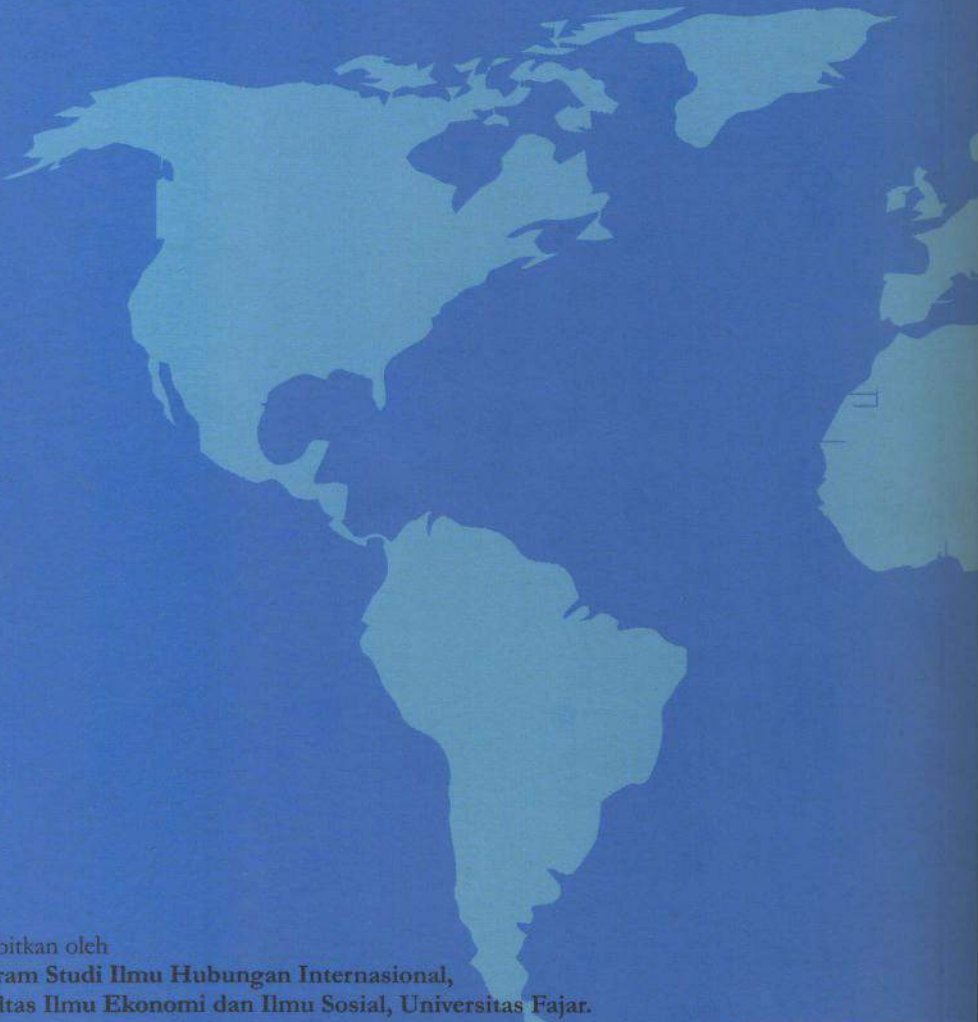 bitkan oleh
ram Studi Ilmu Hubungan Internasional,
ltas Ilmu Ekonomi dan Ilmu Sosial, Universitas Fajar.